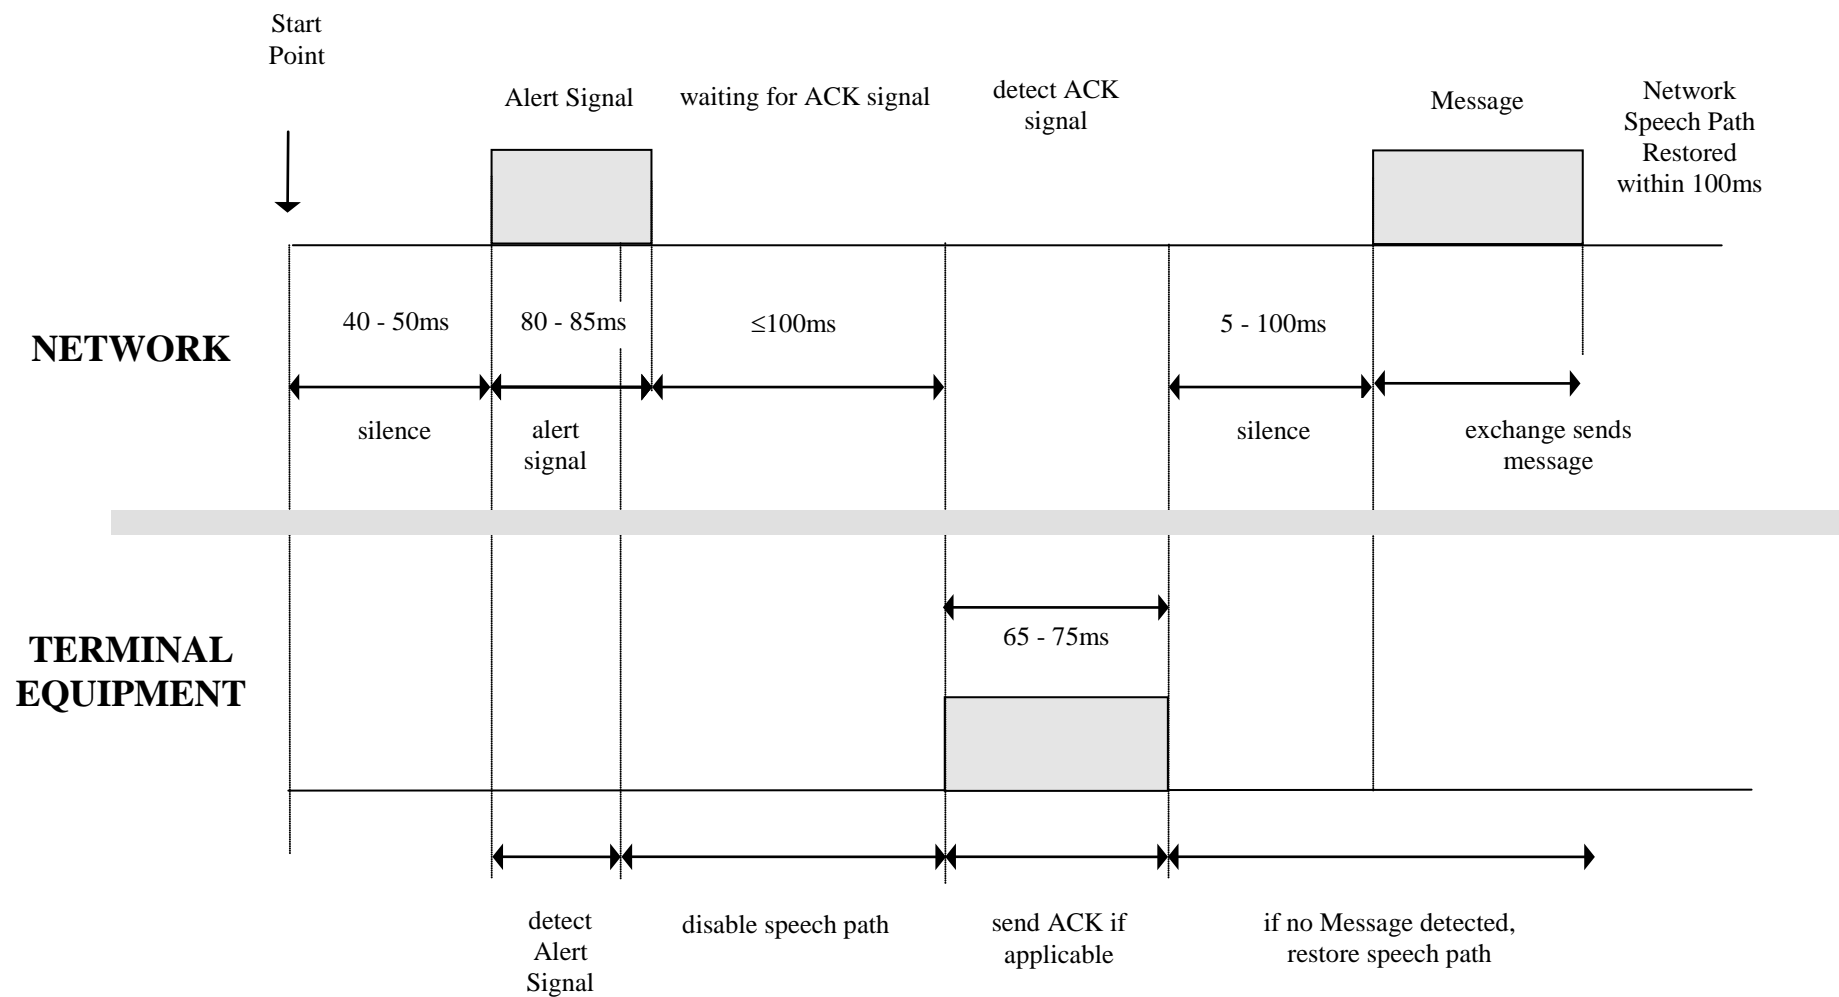 Start
Point
Alert Signal
waiting for ACK signal
detect ACK
signal
Message
Network
Speech Path
Restored
within 100ms
NETWORK
40 - 50ms
80 - 85ms
≤100ms
5 - 100ms
silence
alert
signal
silence
exchange sends
message
TERMINAL
EQUIPMENT
65 - 75ms
detect
Alert
Signal
disable speech path
send ACK if
applicable
if no Message detected,
restore speech path